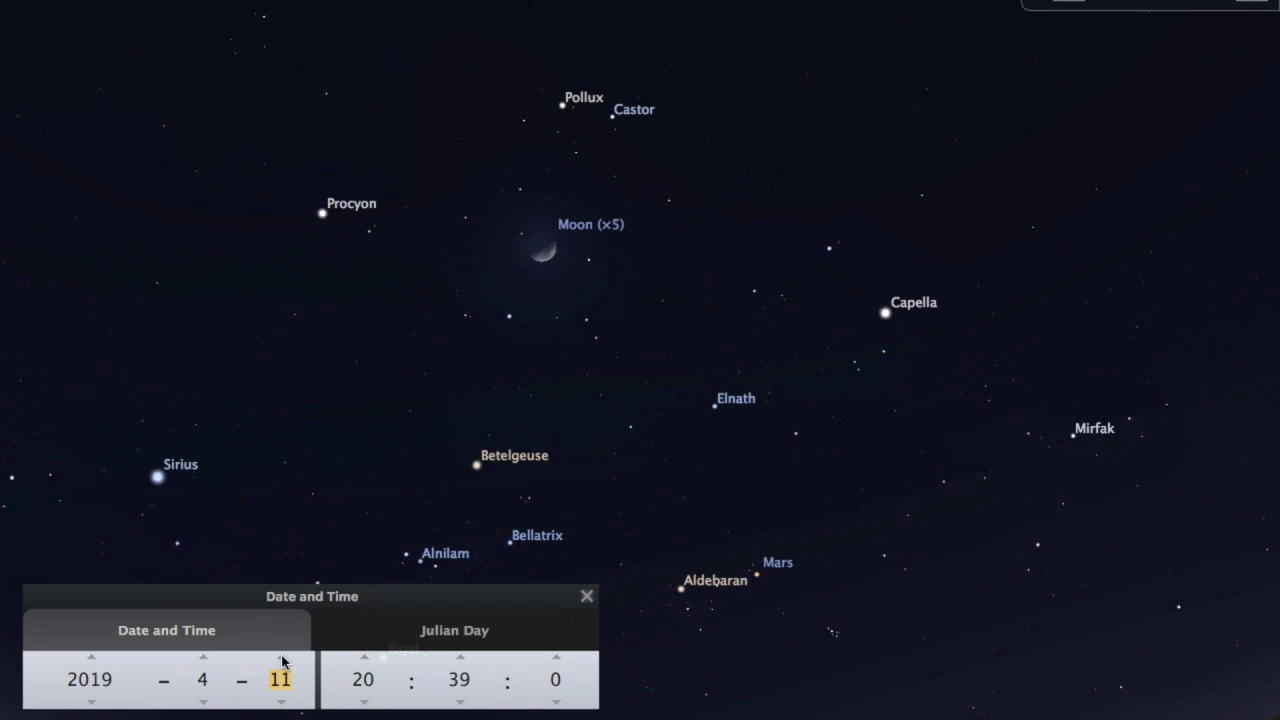 Pollux
Castor
Procyon
Moon (×5)
Capella
Elnath
Mirfak
Betelgeuse
Sirius
Bellatrix
Alnilam
Mars
Aldebaran
Date and Time
Date and Time
Julian Day
Rigel
2019 – 4 – 11 20 : 39 : 0